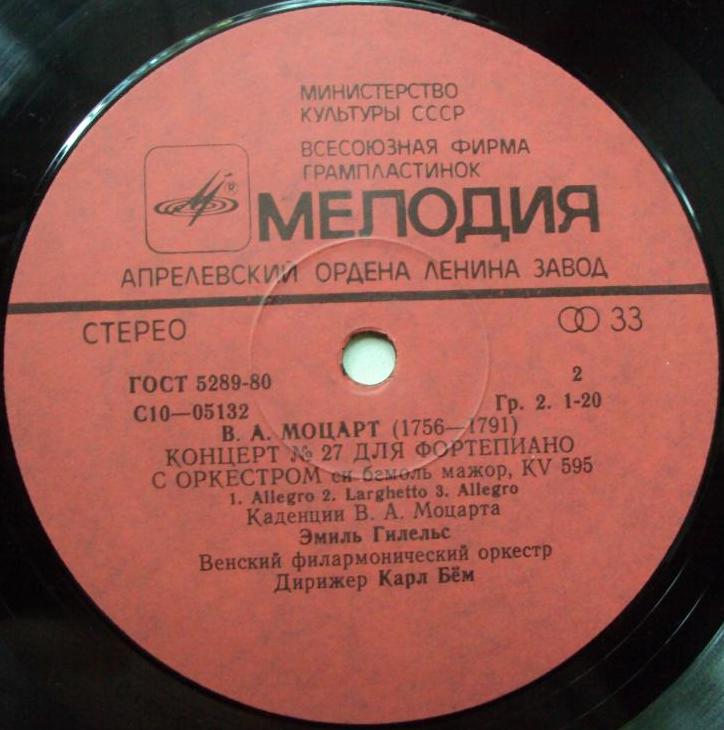 МИНИСТЕРСТВО
КУЛЬТУРЫ СССР
ВСЕСОЮЗНАЯ ФИРМА
ГРАМПЛАСТИНОК
®
МЕЛОДИЯ
АПРЕЛЕВСКИЙ ОРДЕНА ЛЕНИНА ЗАВОД
СТЕРЕО 33
ГОСТ 5289-80 2
С10—05132 Гр. 2. 1-20
В. А. МОЦАРТ (1756—1791)
КОНЦЕРТ № 27 ДЛЯ ФОРТЕПИАНО
С ОРКЕСТРОМ си бемоль мажор, KV 595
1. Allegro 2. Larghetto 3. Allegro
Каденции В. А. Моцарта
Эмиль Гилельс
Венский филармонический оркестр
Дирижер Карл Бём